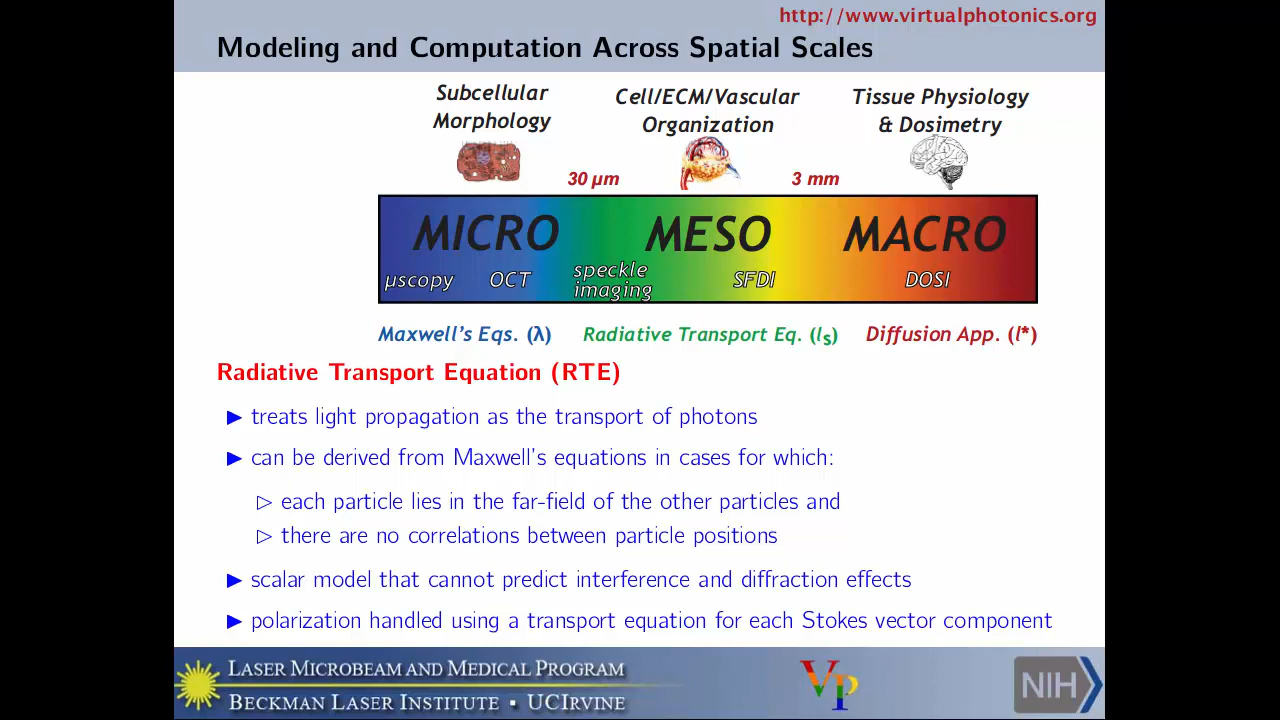 http://www.virtualphotonics.org
Modeling and Computation Across Spatial Scales
Subcellular
Morphology
Cell/ECM/Vascular
Organization
Tissue Physiology
& Dosimetry
30 µm
3 mm
MICRO
MESO
MACRO
µscopy
OCT
speckle
imaging
SFDI
DOSI
Maxwell's Eqs. (λ)
Radiative Transport Eq. (ls)
Diffusion App. (l*)
Radiative Transport Equation (RTE)
▶ treats light propagation as the transport of photons
▶ can be derived from Maxwell's equations in cases for which:
▷ each particle lies in the far-field of the other particles and
▷ there are no correlations between particle positions
▶ scalar model that cannot predict interference and diffraction effects
▶ polarization handled using a transport equation for each Stokes vector component
LASER MICROBEAM AND MEDICAL PROGRAM
BECKMAN LASER INSTITUTE ▪ UCIRVINE
VP
NIH